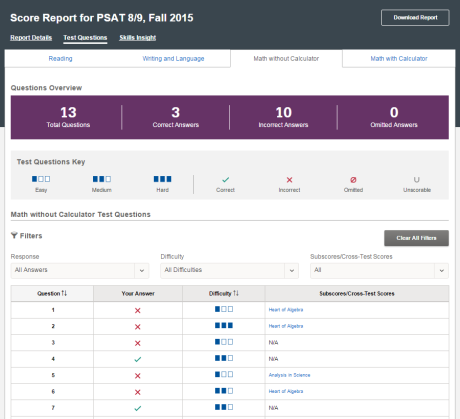 Score Report for PSAT 8/9, Fall 2015
Download Report
Report Details Test Questions Skills Insight
Reading Writing and Language Math without Calculator Math with Calculator
Questions Overview
13 3 10 0
Total Questions Correct Answers Incorrect Answers Omitted Answers
Test Questions Key
Easy Medium Hard Correct Incorrect Omitted Unscorable
Math without Calculator Test Questions
Filters
Clear All Filters
Response Difficulty Subscores/Cross-Test Scores
All Answers All Difficulties All
Question Your Answer Difficulty Subscores/Cross-Test Scores
1 Heart of Algebra
2 Heart of Algebra
3 N/A
4 N/A
5 Analysis in Science
6 Heart of Algebra
7 N/A